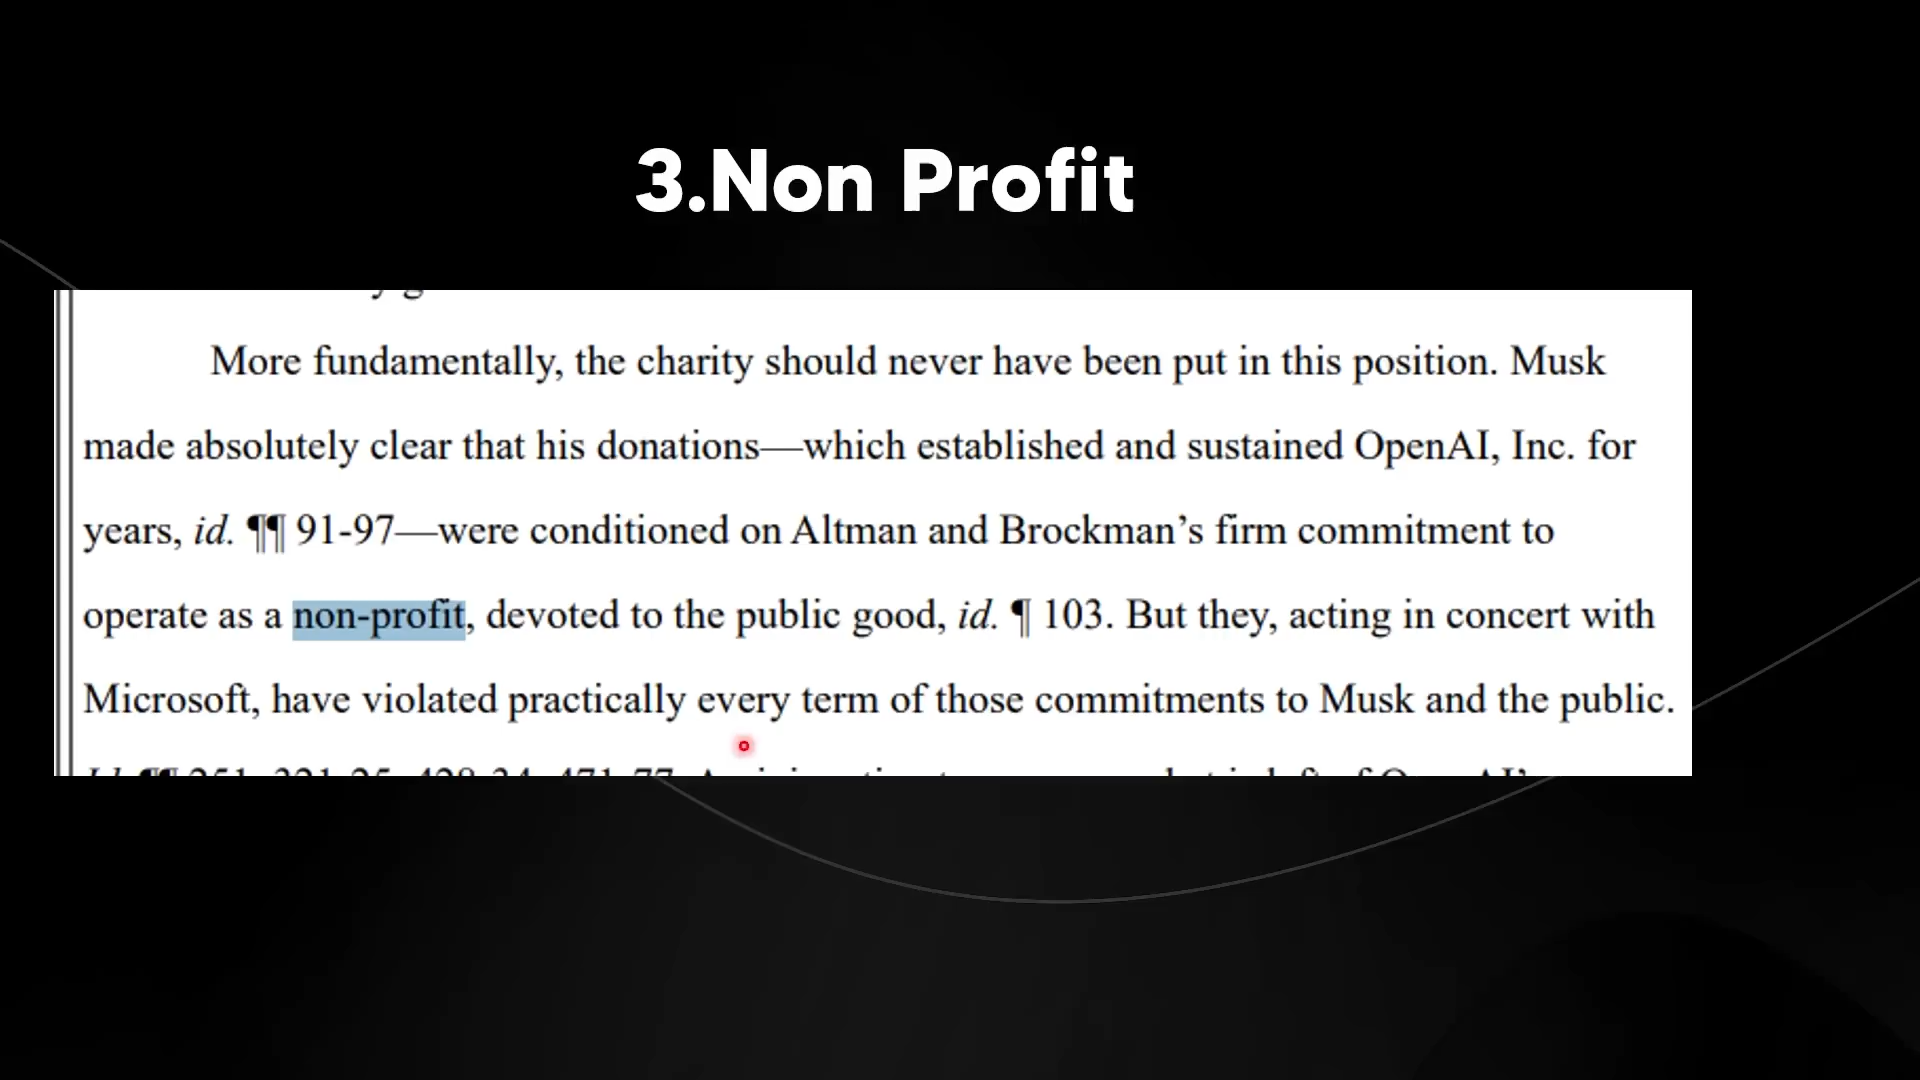 3.Non Profit
More fundamentally, the charity should never have been put in this position. Musk
made absolutely clear that his donations—which established and sustained OpenAI, Inc. for
years, id. ¶¶ 91-97—were conditioned on Altman and Brockman’s firm commitment to
operate as a non-profit, devoted to the public good, id. ¶ 103. But they, acting in concert with
Microsoft, have violated practically every term of those commitments to Musk and the public.